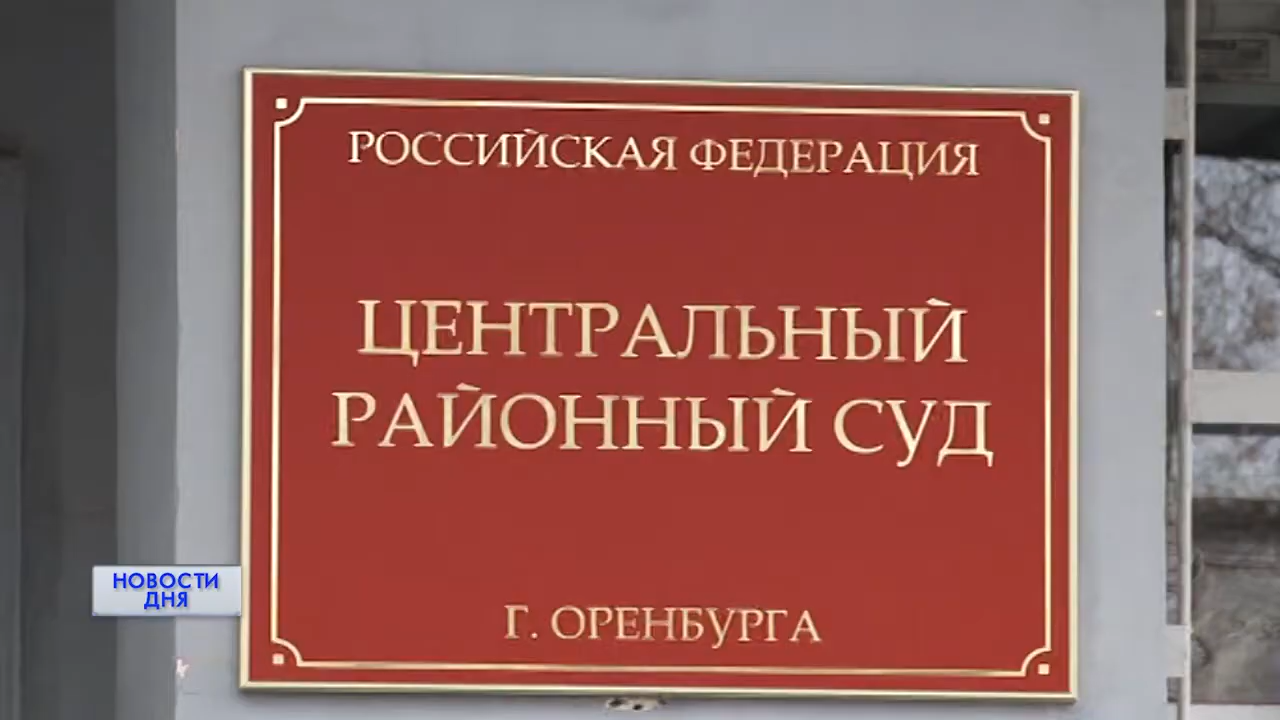 РОССИЙСКАЯ ФЕДЕРАЦИЯ
ЦЕНТРАЛЬНЫЙ
РАЙОННЫЙ СУД
Г. ОРЕНБУРГА
НОВОСТИ
ДНЯ